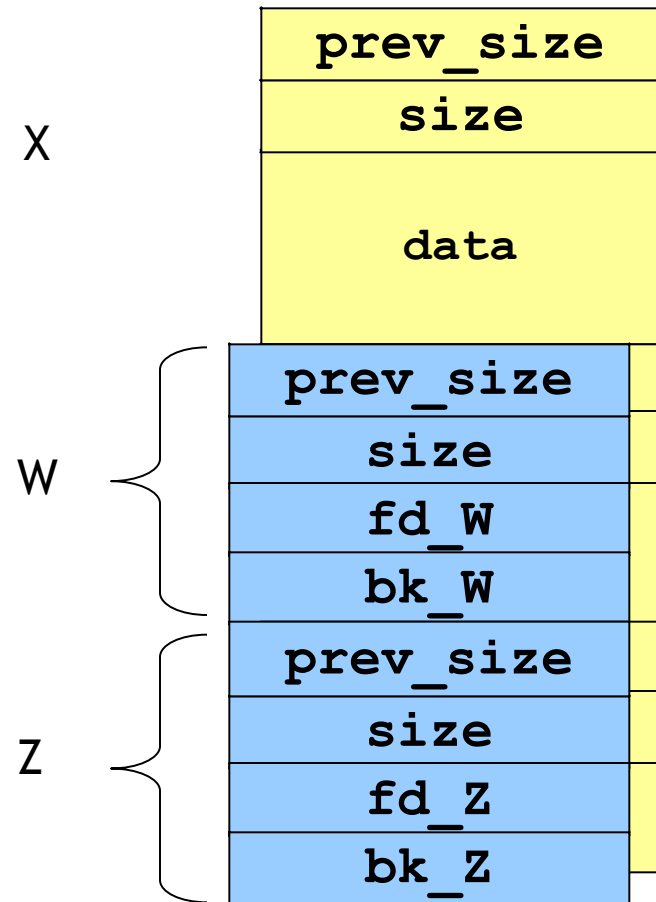 prev_size
X
size
data
prev_size
W
size
fd_W
bk_W
prev_size
Z
size
fd_Z
bk_Z